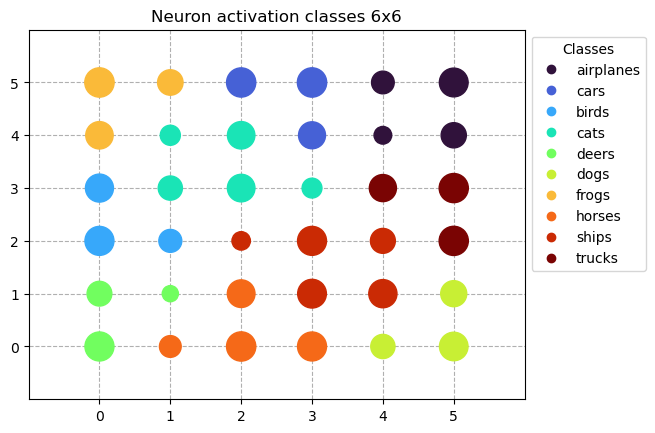 Neuron activation classes 6x6
5
4
3
2
1
0
0 1 2 3 4 5
Classes
airplanes
cars
birds
cats
deers
dogs
frogs
horses
ships
trucks